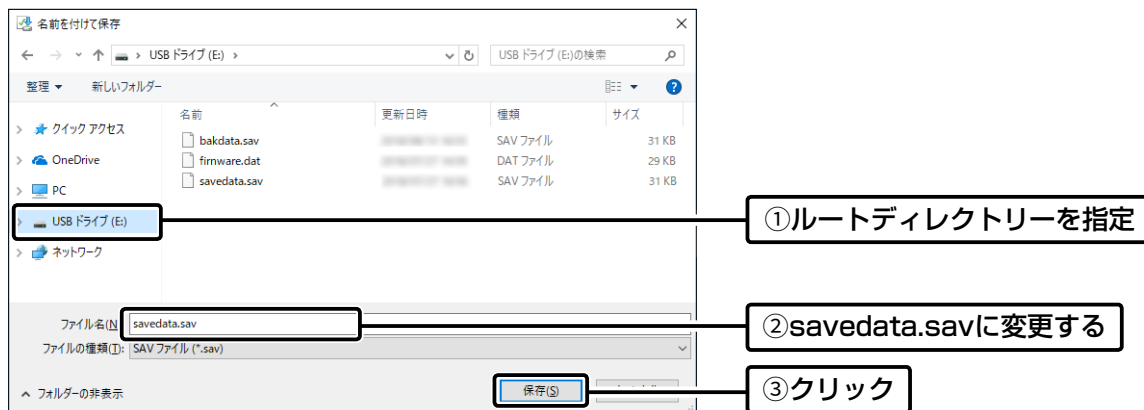 名前を付けて保存
USB ドライブ (E:)
USB ドライブ (E:)の検索
整理
新しいフォルダー
名前
更新日時
種類
サイズ
クイック アクセス
bakdata.sav
SAV ファイル
31 KB
OneDrive
firnware.dat
DAT ファイル
29 KB
PC
savedata.sav
SAV ファイル
31 KB
USB ドライブ (E:)
①ルートディレクトリーを指定
ネットワーク
ファイル名(N
savedata.sav
②savedata.savに変更する
ファイルの種類(T):
SAV ファイル (*.sav)
フォルダーの非表示
保存(S)
③クリック